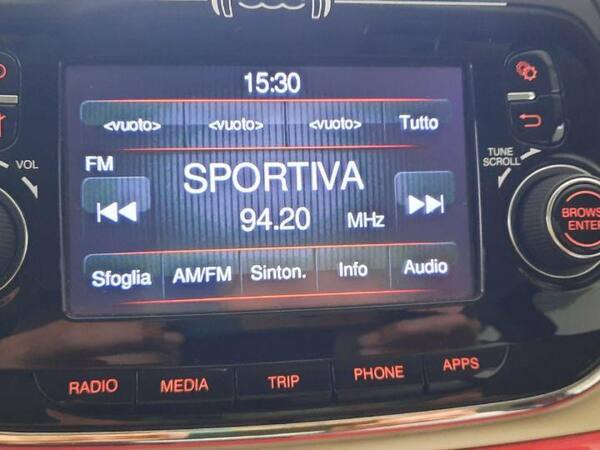 15:30
<vuoto> <vuoto> <vuoto> Tutto
FM
VOL
TUNE
SCROLL
SPORTIVA
94.20 MHz
BROWSE
ENTER
Sfoglia AM/FM Sinton. Info Audio
RADIO MEDIA TRIP PHONE APPS